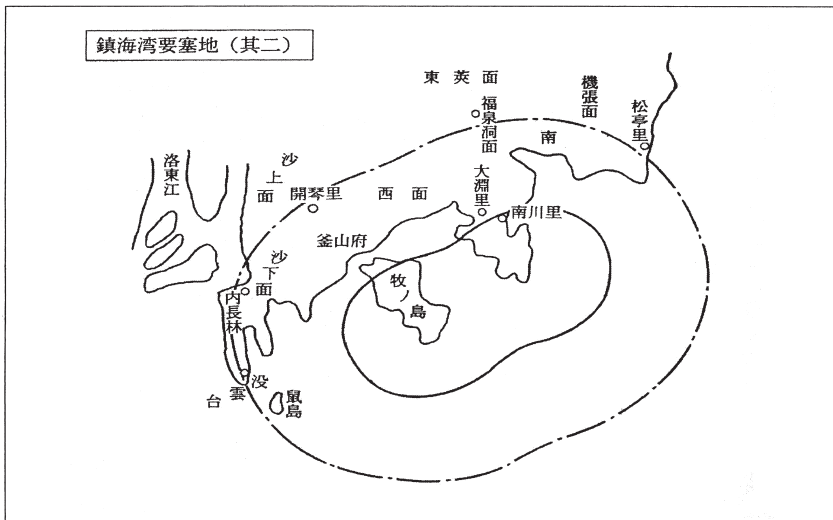 鎮海湾要塞地（其二）
東萊面
福泉洞面
機張面
松亭里
南
洛東江
沙上面
開琴里
西面
大淵里
南川里
釜山府
沙下面
牧ノ島
内長林
没雲台
鼠島